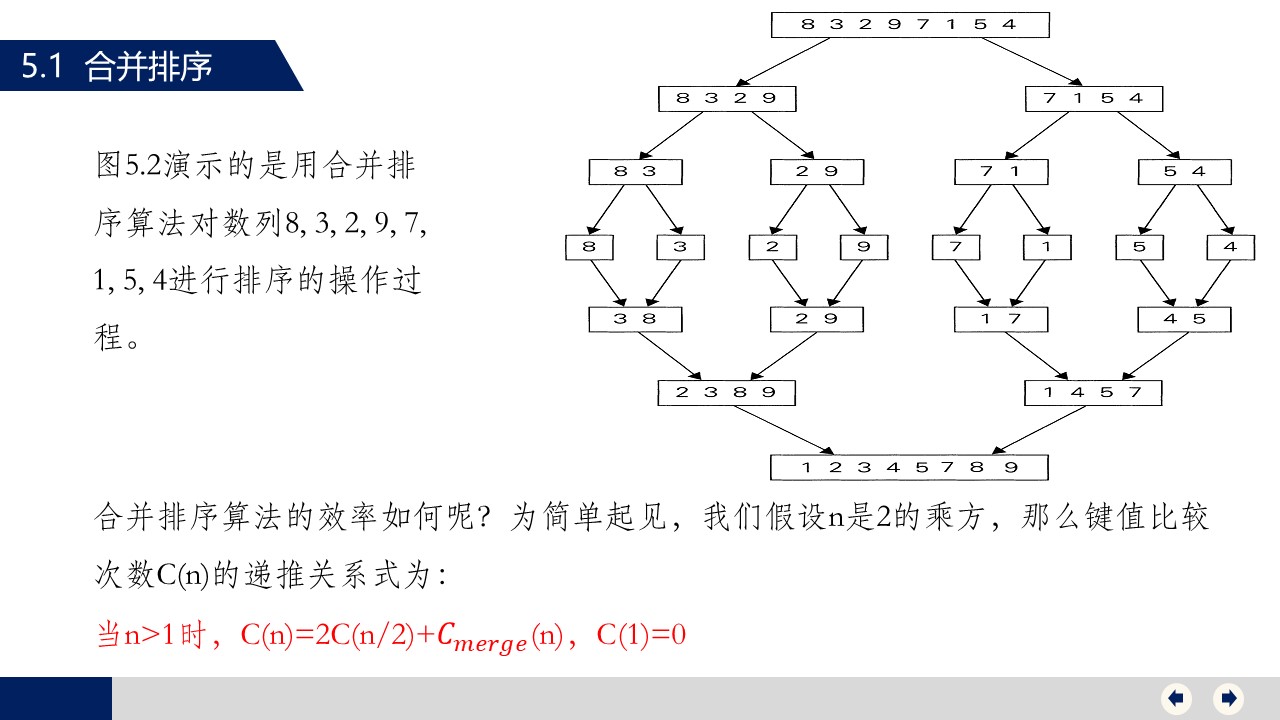 5.1 合并排序
图5.2演示的是用合并排
序算法对数列8, 3, 2, 9, 7,
1, 5, 4进行排序的操作过
程。
8 3 2 9 7 1 5 4
8 3 2 9
7 1 5 4
8 3
2 9
7 1
5 4
8
3
2
9
7
1
5
4
3 8
2 9
1 7
4 5
2 3 8 9
1 4 5 7
1 2 3 4 5 7 8 9
合并排序算法的效率如何呢？为简单起见，我们假设n是2的乘方，那么键值比较
次数C(n)的递推关系式为：
当n>1时，C(n)=2C(n/2)+C_merge(n)，C(1)=0